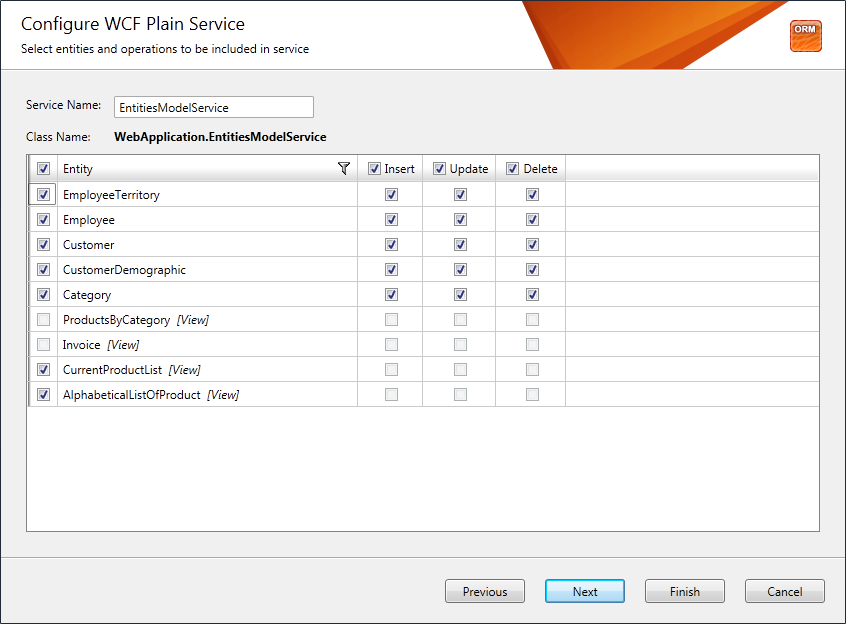 Configure WCF Plain Service
Select entities and operations to be included in service
ORM
Service Name: EntitiesModelService
Class Name: WebApplication.EntitiesModelService
Entity Insert Update Delete
EmployeeTerritory
Employee
Customer
CustomerDemographic
Category
ProductsByCategory [View]
Invoice [View]
CurrentProductList [View]
AlphabeticalListOfProduct [View]
Previous Next Finish Cancel